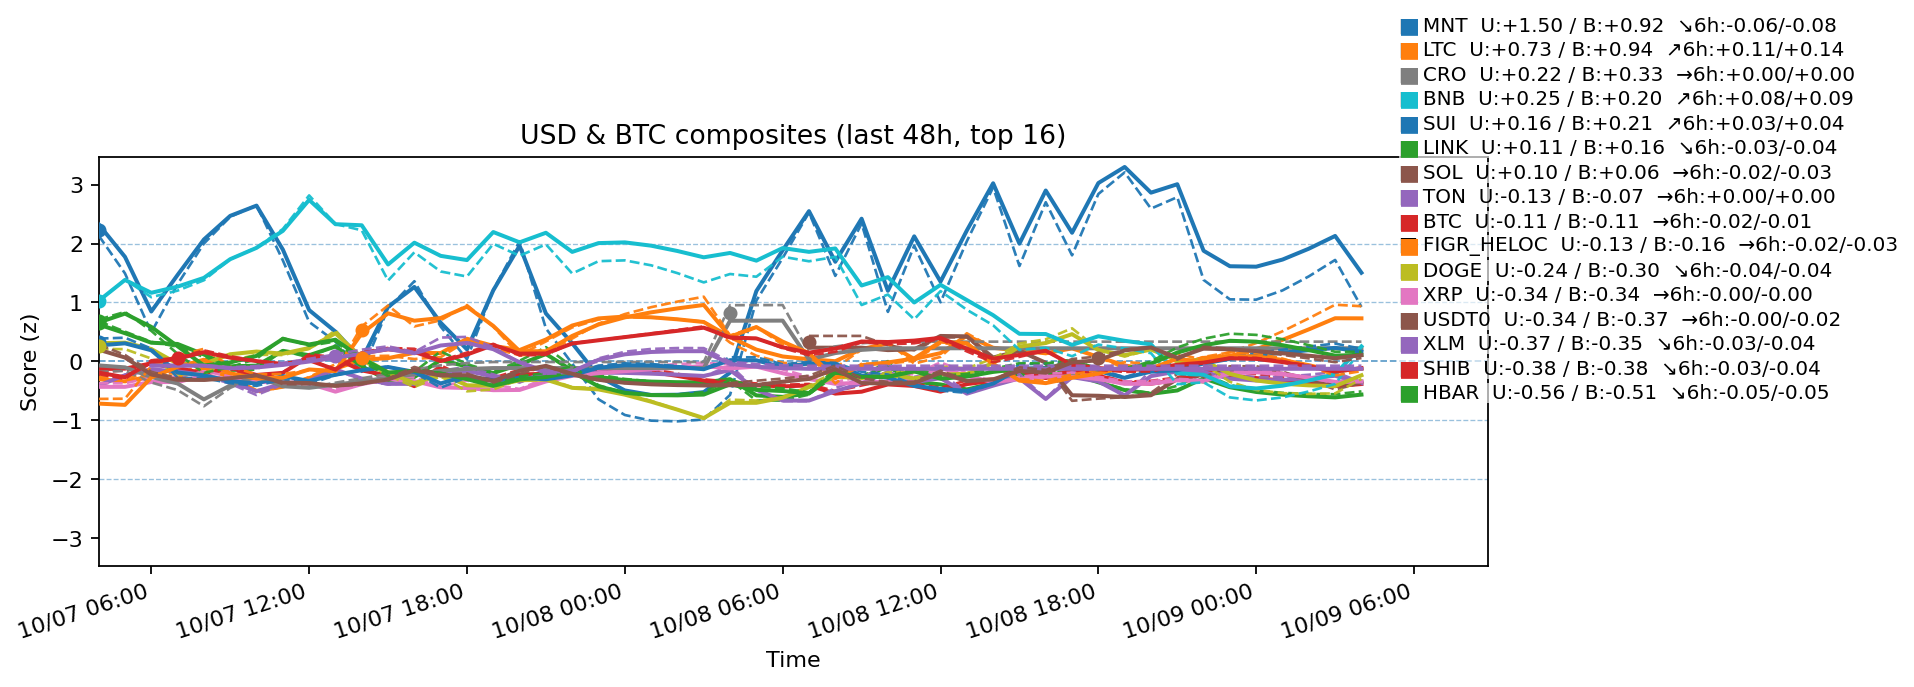 MNT U:+1.50 / B:+0.92 ↘6h:-0.06/-0.08
LTC U:+0.73 / B:+0.94 ↗6h:+0.11/+0.14
CRO U:+0.22 / B:+0.33 →6h:+0.00/+0.00
BNB U:+0.25 / B:+0.20 ↗6h:+0.08/+0.09
SUI U:+0.16 / B:+0.21 ↗6h:+0.03/+0.04
LINK U:+0.11 / B:+0.16 ↘6h:-0.03/-0.04
SOL U:+0.10 / B:+0.06 →6h:-0.02/-0.03
TON U:-0.13 / B:-0.07 →6h:+0.00/+0.00
BTC U:-0.11 / B:-0.11 →6h:-0.02/-0.01
FIGR_HELOC U:-0.13 / B:-0.16 →6h:-0.02/-0.03
DOGE U:-0.24 / B:-0.30 ↘6h:-0.04/-0.04
XRP U:-0.34 / B:-0.34 →6h:-0.00/-0.00
USDT0 U:-0.34 / B:-0.37 →6h:-0.00/-0.02
XLM U:-0.37 / B:-0.35 ↘6h:-0.03/-0.04
SHIB U:-0.38 / B:-0.38 ↘6h:-0.03/-0.04
HBAR U:-0.56 / B:-0.51 ↘6h:-0.05/-0.05
USD & BTC composites (last 48h, top 16)
Score (z)
3
2
1
0
−1
−2
−3
10/07 06:00
10/07 12:00
10/07 18:00
10/08 00:00
10/08 06:00
10/08 12:00
10/08 18:00
10/09 00:00
10/09 06:00
Time